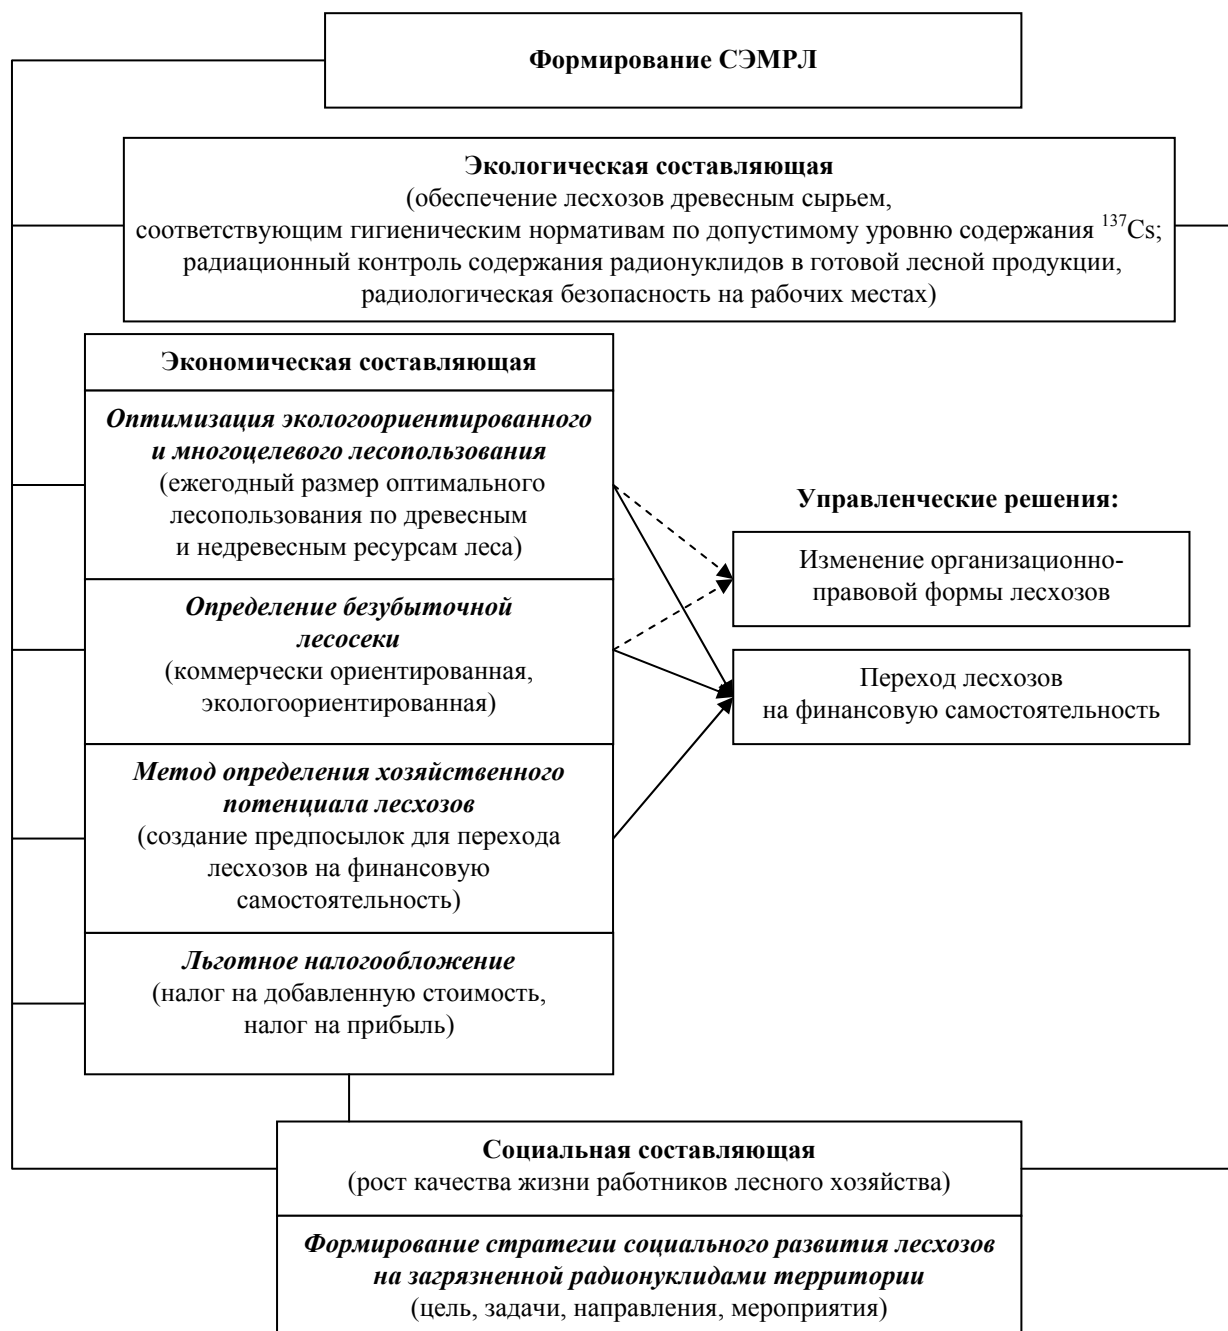 Формирование СЭМРЛ
Экологическая составляющая
(обеспечение лесхозов древесным сырьем,
соответствующим гигиеническим нормативам по допустимому уровню содержания ¹³⁷Cs;
радиационный контроль содержания радионуклидов в готовой лесной продукции,
радиологическая безопасность на рабочих местах)
Экономическая составляющая
Оптимизация экологоориентированного
и многоцелевого лесопользования
(ежегодный размер оптимального
лесопользования по древесным
и недревесным ресурсам леса)
Определение безубыточной
лесосеки
(коммерчески ориентированная,
экологоориентированная)
Метод определения хозяйственного
потенциала лесхозов
(создание предпосылок для перехода
лесхозов на финансовую
самостоятельность)
Льготное налогообложение
(налог на добавленную стоимость,
налог на прибыль)
Управленческие решения:
Изменение организационно-
правовой формы лесхозов
Переход лесхозов
на финансовую самостоятельность
Социальная составляющая
(рост качества жизни работников лесного хозяйства)
Формирование стратегии социального развития лесхозов
на загрязненной радионуклидами территории
(цель, задачи, направления, мероприятия)